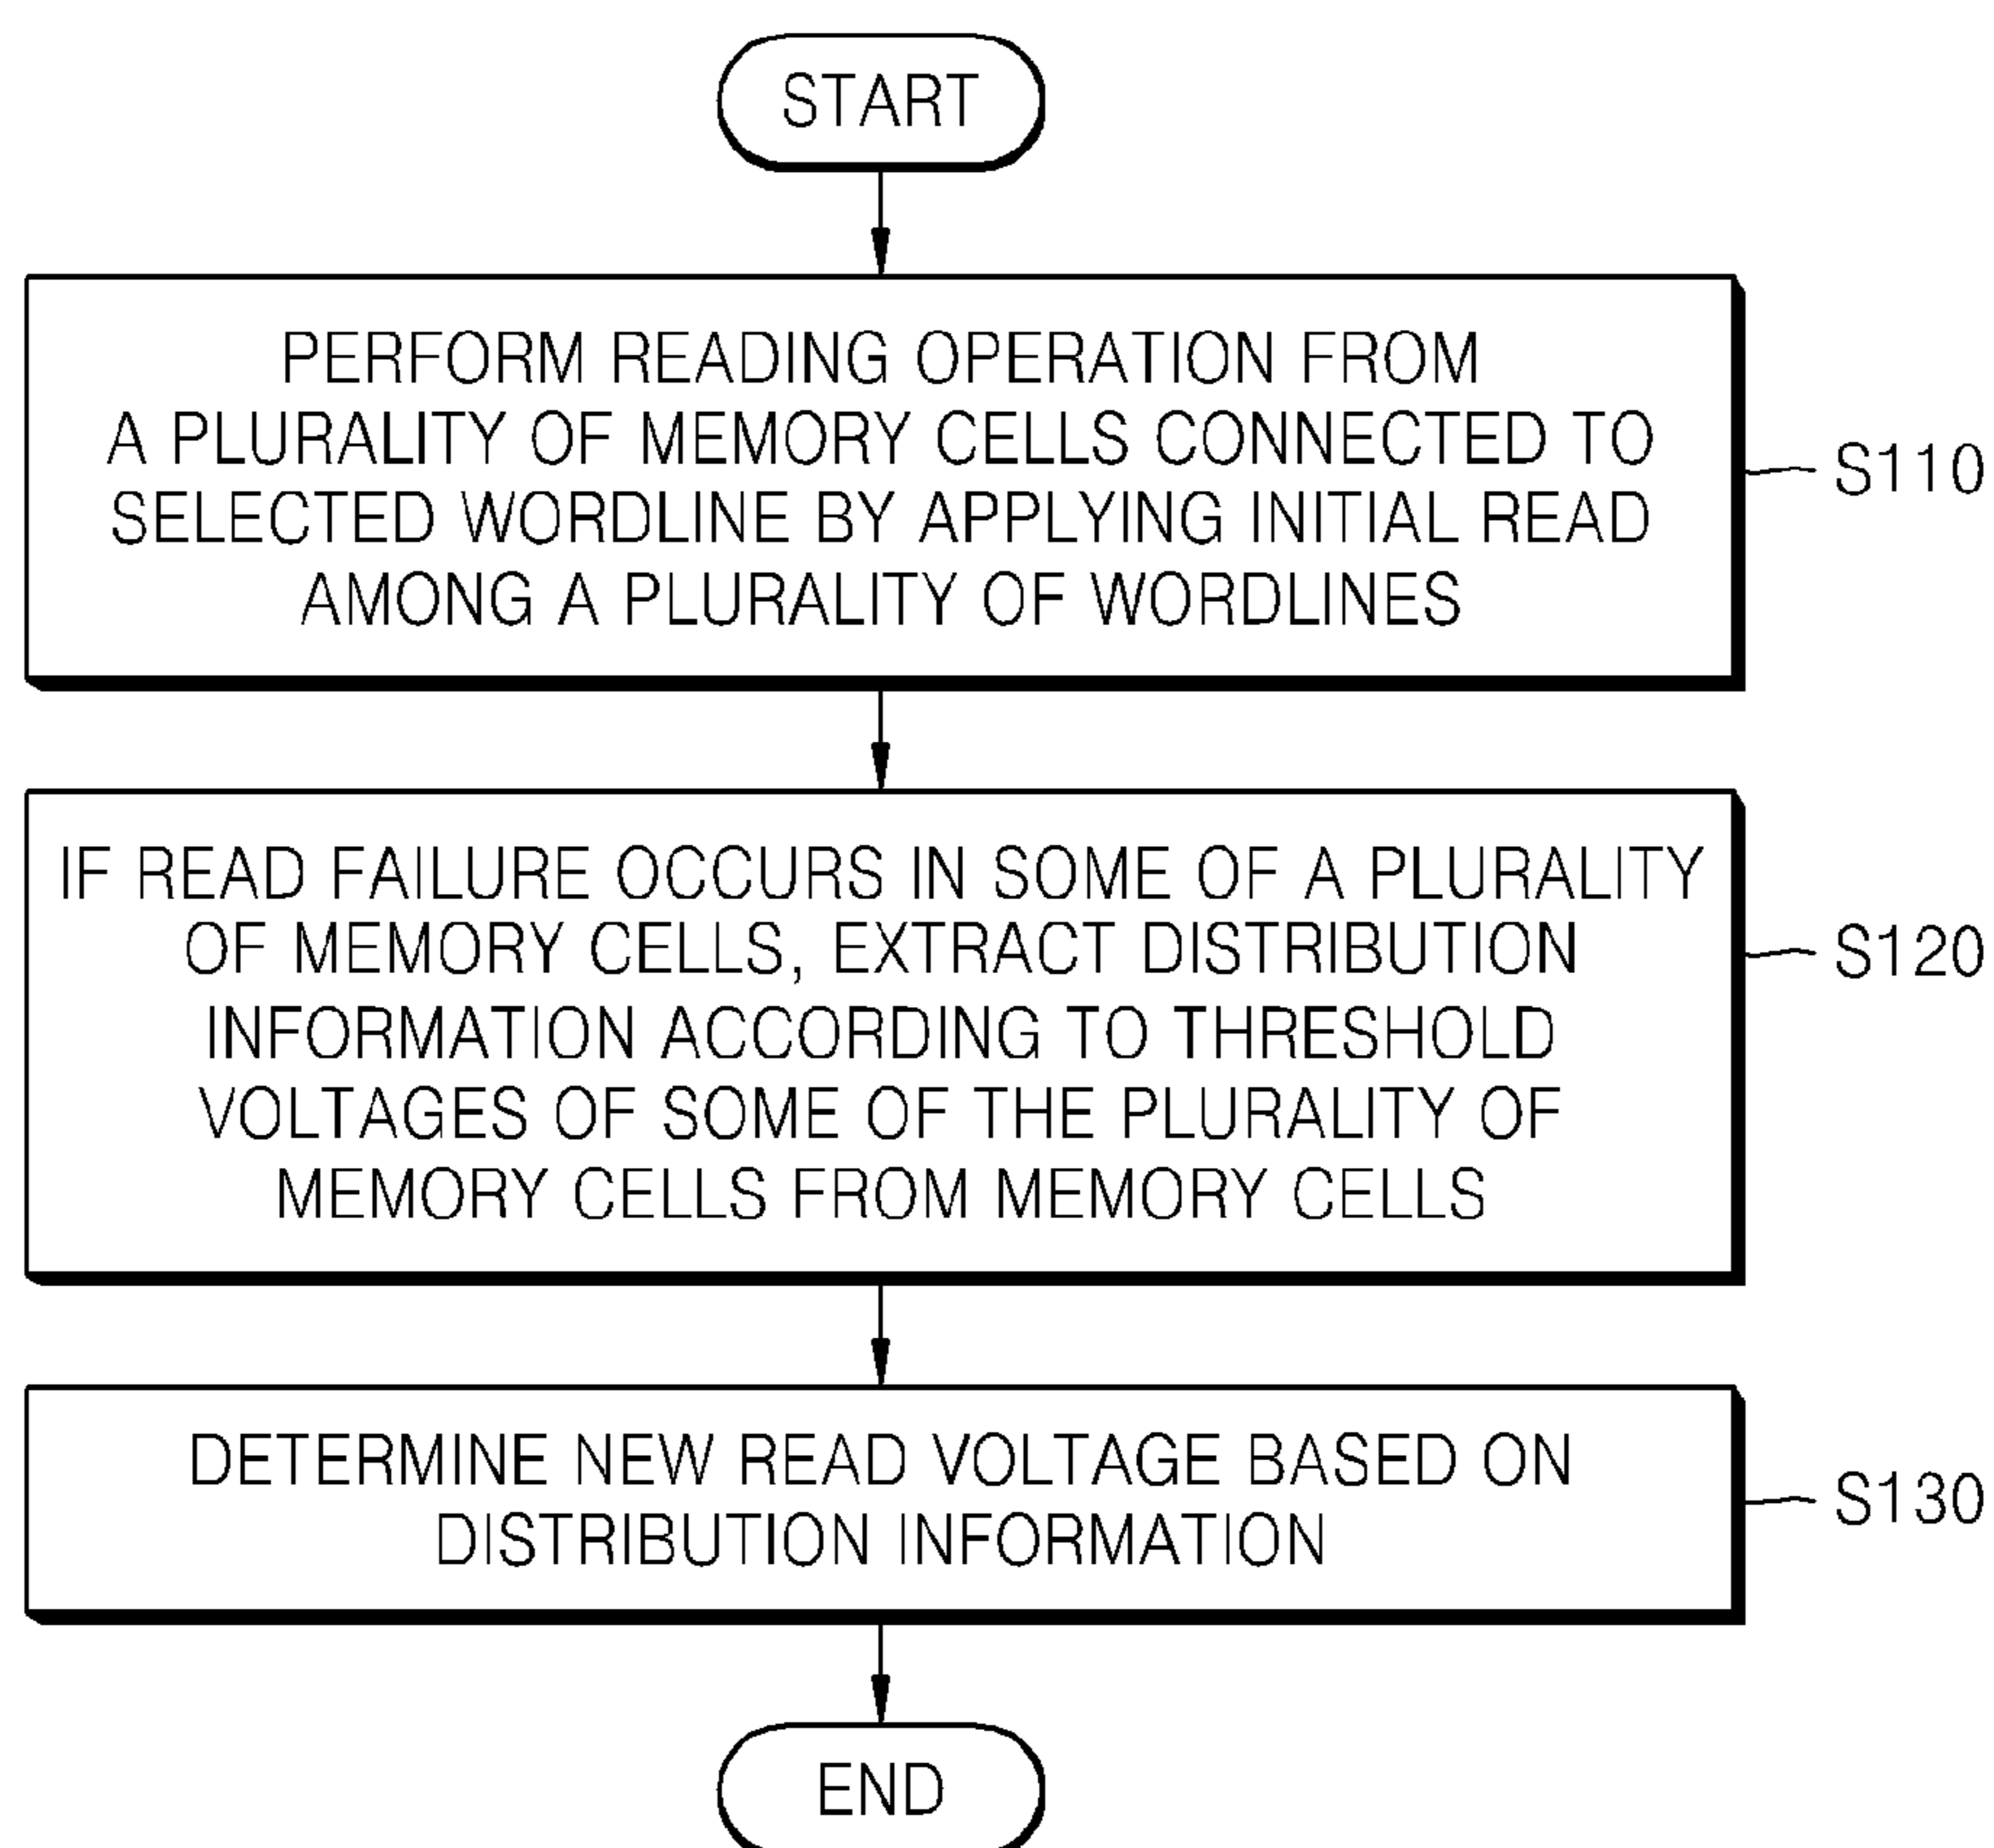 START
PERFORM READING OPERATION FROM
A PLURALITY OF MEMORY CELLS CONNECTED TO
SELECTED WORDLINE BY APPLYING INITIAL READ
AMONG A PLURALITY OF WORDLINES
S110
IF READ FAILURE OCCURS IN SOME OF A PLURALITY
OF MEMORY CELLS, EXTRACT DISTRIBUTION
INFORMATION ACCORDING TO THRESHOLD
VOLTAGES OF SOME OF THE PLURALITY OF
MEMORY CELLS FROM MEMORY CELLS
S120
DETERMINE NEW READ VOLTAGE BASED ON
DISTRIBUTION INFORMATION
S130
END